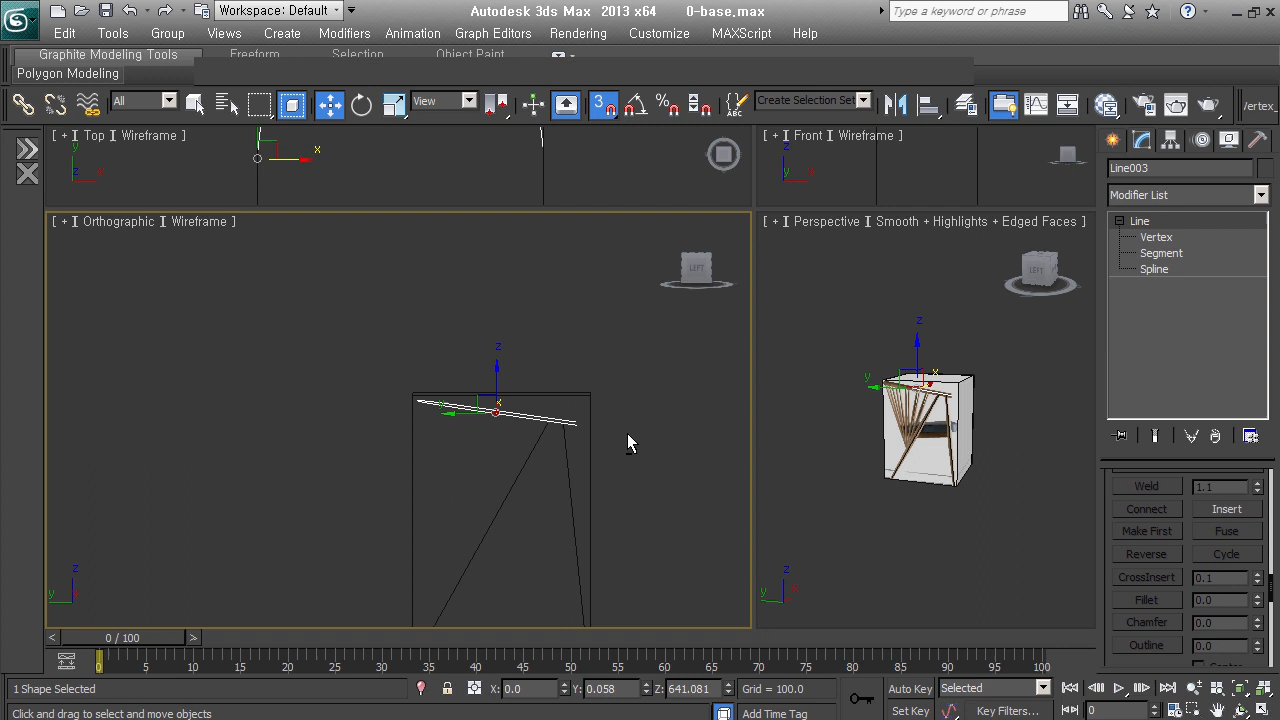 Workspace: Default
Autodesk 3ds Max 2013 x64 0-base.max
Type a keyword or phrase
Edit Tools Group Views Create Modifiers Animation Graph Editors Rendering Customize MAXScript Help
Graphite Modeling Tools Freeform Selection Object Paint
Polygon Modeling
All View 3 Create Selection Set
[ + ] Top ] Wireframe ]
[ + ] Front ] Wireframe ]
Line003
Modifier List
[ + ] Orthographic ] Wireframe ]
[ + ] Perspective ] Smooth + Highlights + Edged Faces ]
Line
Vertex
Segment
Spline
LEFT
LEFT
Weld 1.1
Connect Insert
Make First Fuse
Reverse Cycle
CrossInsert 0.1
Fillet 0.0
Chamfer 0.0
Outline 0.0
< 0 / 100 >
0 5 10 15 20 25 30 35 40 45 50 55 60 65 70 75 80 85 90 95 100
1 Shape Selected X: 0.0 Y: 0.058 Z: 641.081 Grid = 100.0 Auto Key Selected
Click and drag to select and move objects Add Time Tag Set Key Key Filters... 0